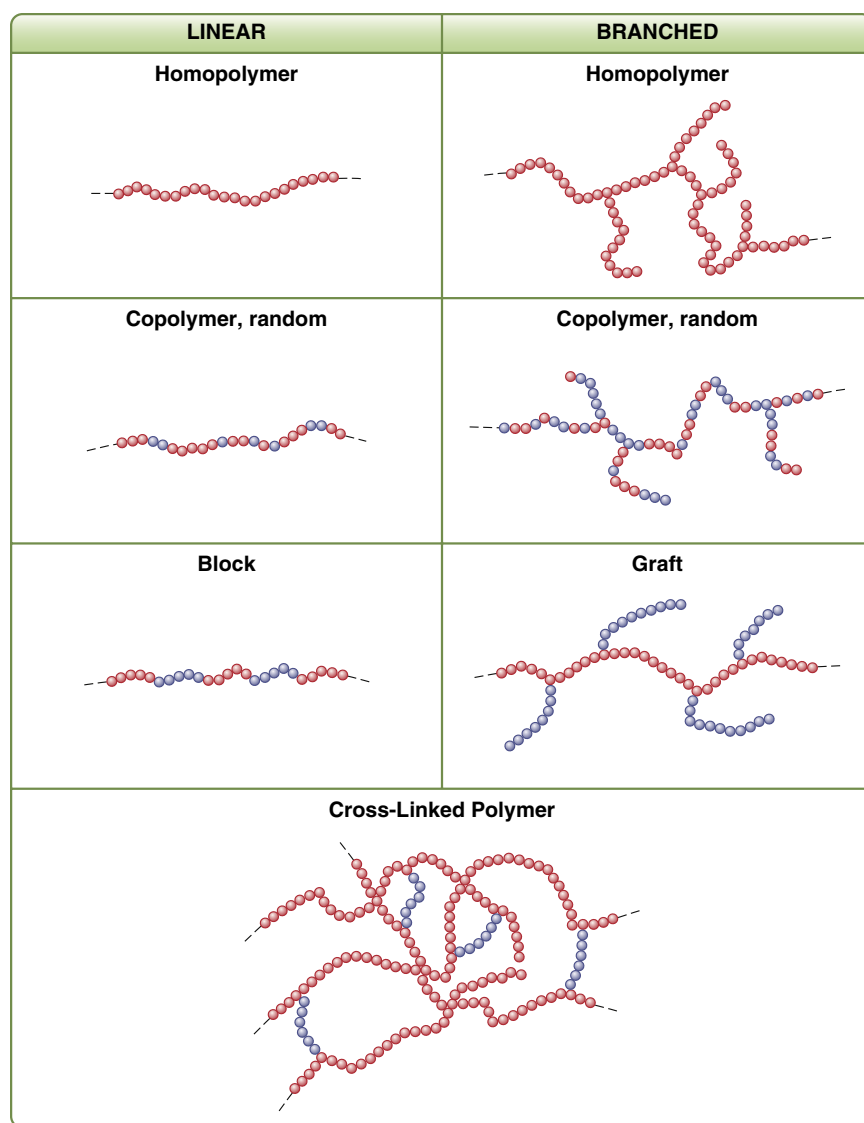 LINEAR
BRANCHED
Homopolymer
Homopolymer
Copolymer, random
Copolymer, random
Block
Graft
Cross-Linked Polymer